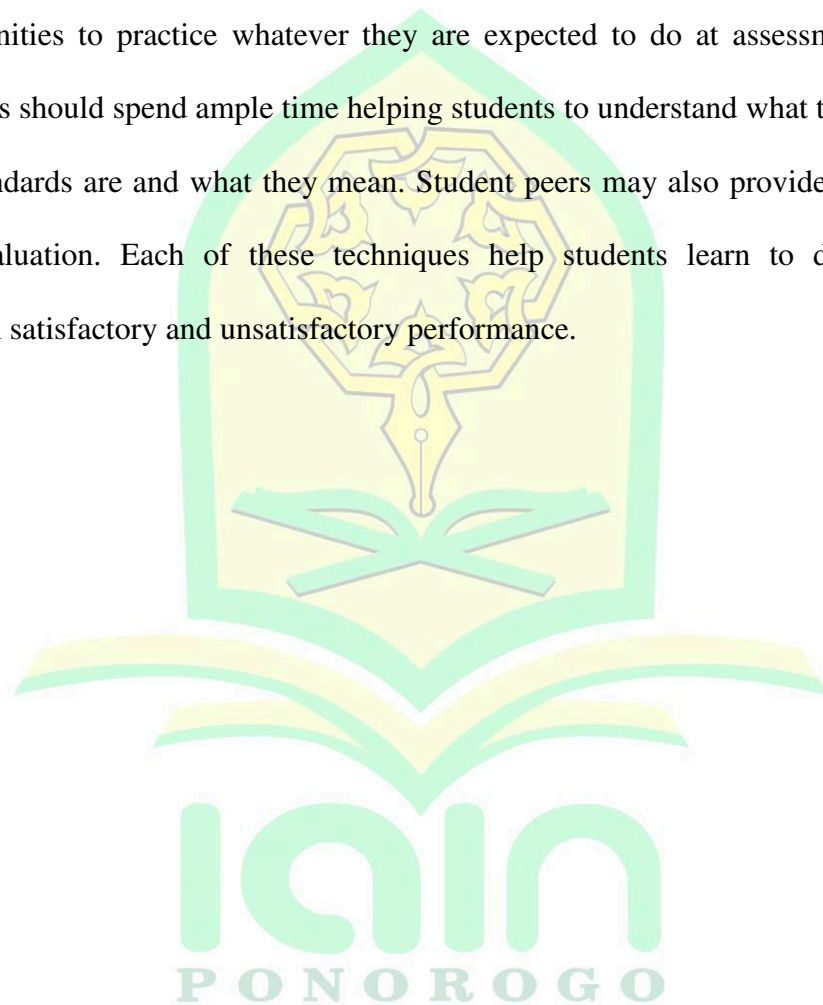 nities to practice whatever they are expected to do at assessm
s should spend ample time helping students to understand what t
ndards are and what they mean. Student peers may also provide
aluation. Each of these techniques help students learn to d
satisfactory and unsatisfactory performance.
iain
PONOROGO